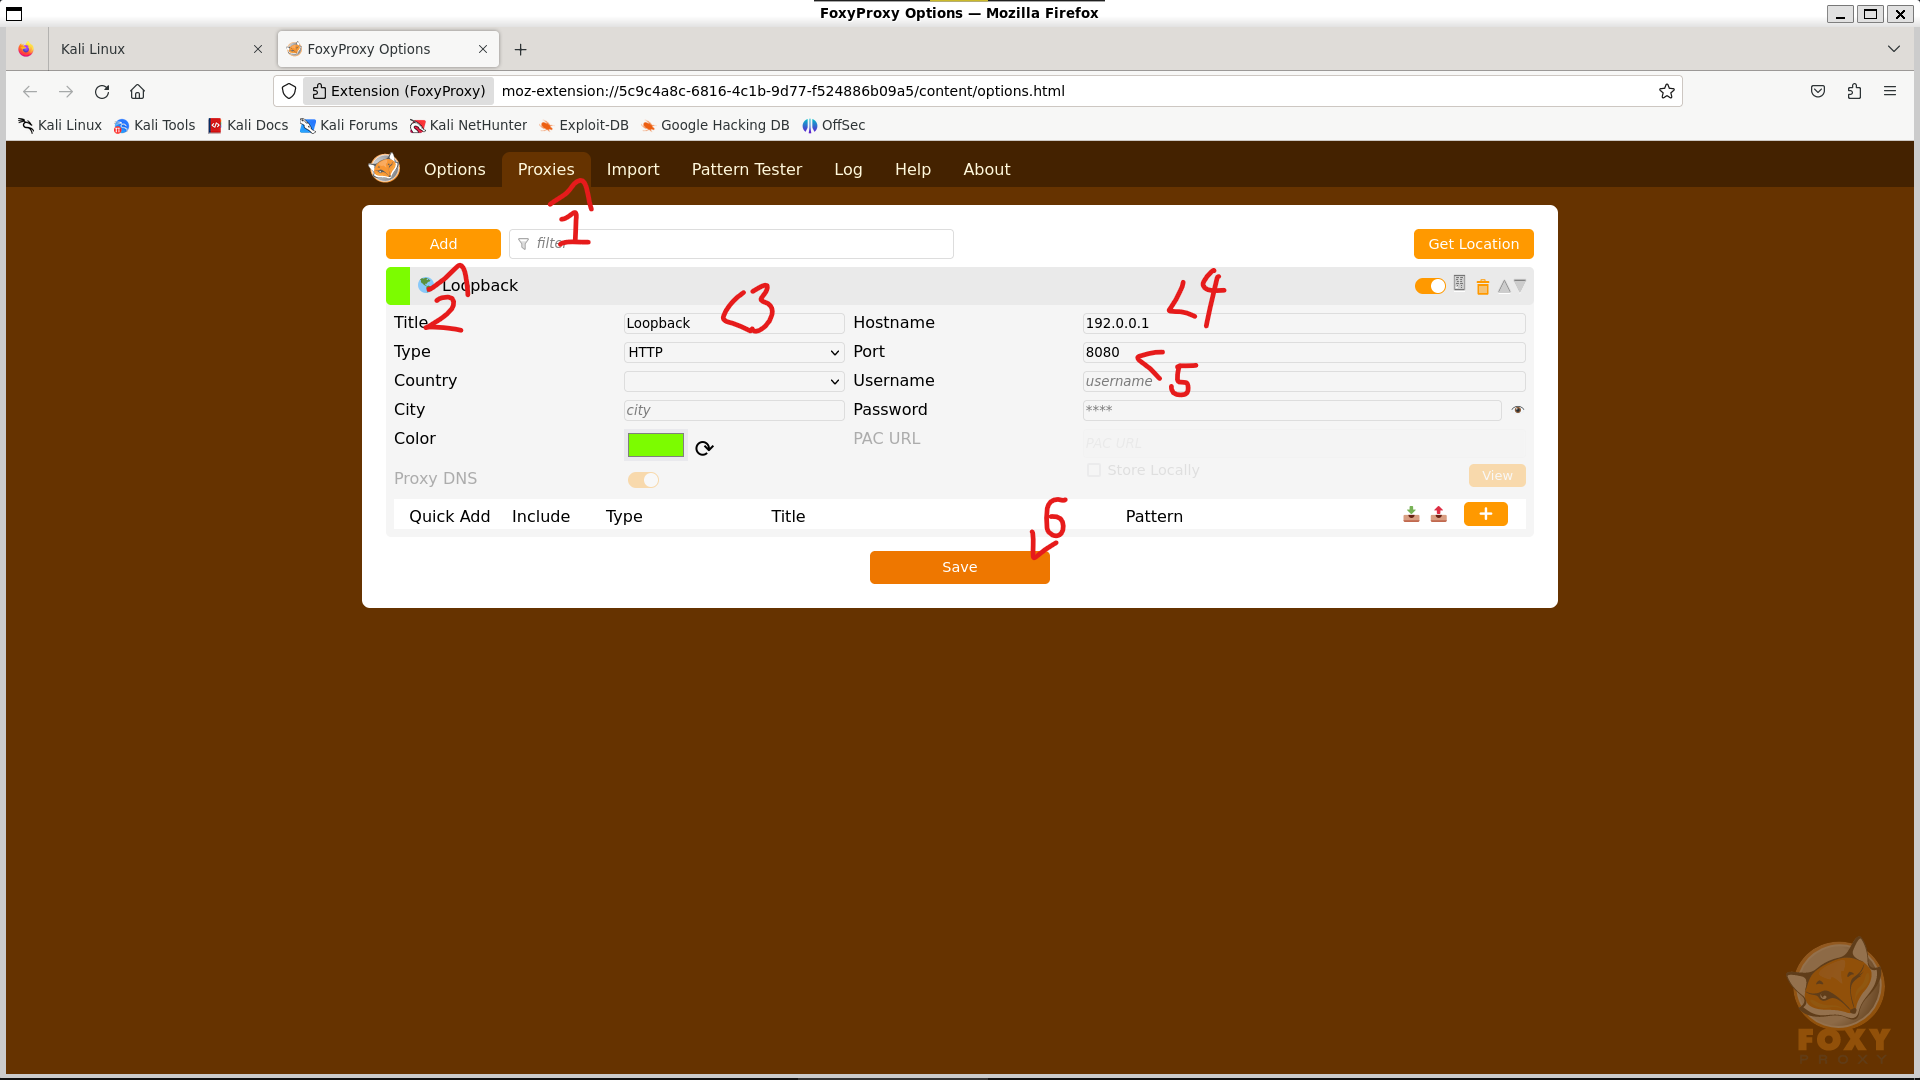 FoxyProxy Options — Mozilla Firefox
Kali Linux
FoxyProxy Options
Extension (FoxyProxy) moz-extension://5c9c4a8c-6816-4c1b-9d77-f524886b09a5/content/options.html
Kali Linux Kali Tools Kali Docs Kali Forums Kali NetHunter Exploit-DB Google Hacking DB OffSec
Options Proxies Import Pattern Tester Log Help About
1
Add filter Get Location
2
Loopback
3 4
Title Loopback Hostname 192.0.0.1
Type HTTP Port 8080
5
Country Username username
City city Password ****
Color PAC URL PAC URL
Store Locally
Proxy DNS View
6
Quick Add Include Type Title Pattern +
Save
FOXY
PROXY